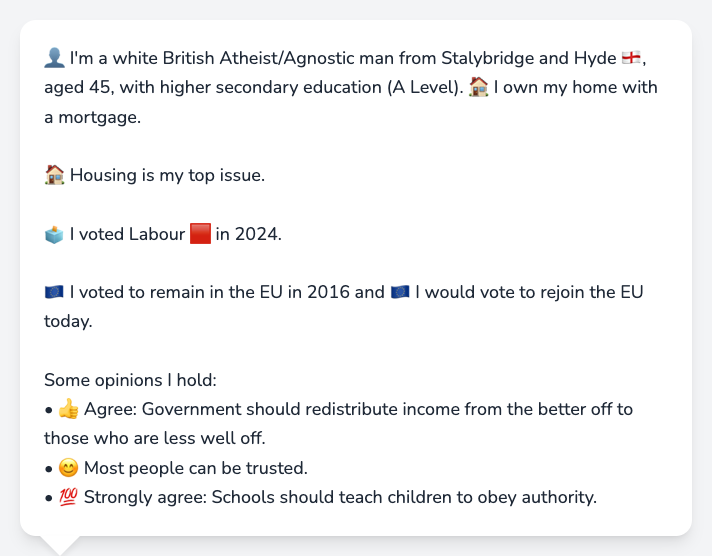 👤 I'm a white British Atheist/Agnostic man from Stalybridge and Hyde 🏴󠁧󠁢󠁥󠁮󠁧󠁿,
aged 45, with higher secondary education (A Level). 🏠 I own my home with
a mortgage.
🏠 Housing is my top issue.
🗳️ I voted Labour 🟥 in 2024.
🇪🇺 I voted to remain in the EU in 2016 and 🇪🇺 I would vote to rejoin the EU
today.
Some opinions I hold:
• 👍 Agree: Government should redistribute income from the better off to
those who are less well off.
• 😊 Most people can be trusted.
• 💯 Strongly agree: Schools should teach children to obey authority.